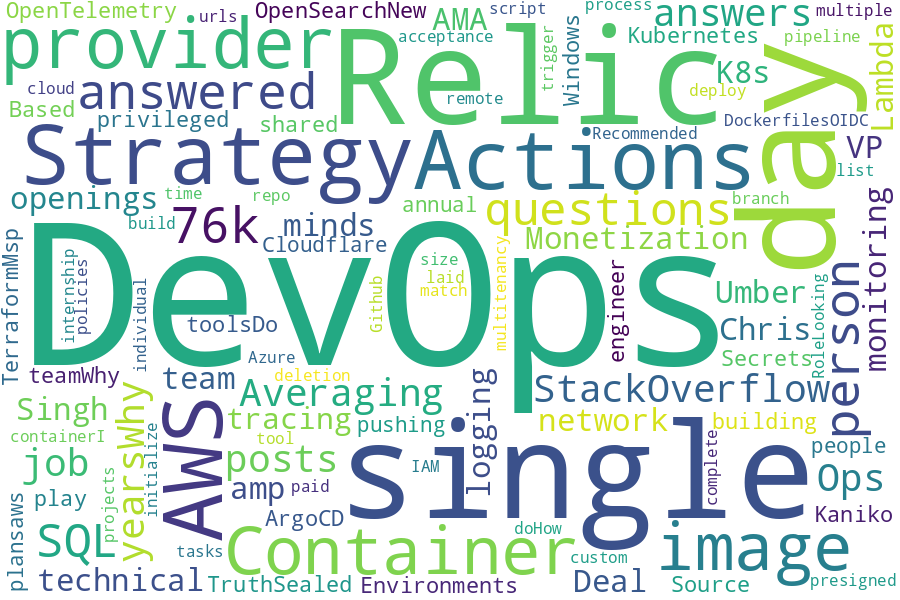 OpenTelemetry
urls
OpenSearchNew
AMA
script
process
answers
multiple
provider
Relic
acceptance
trigger
Windows
Kubernetes
pipeline
day
Lambda
cloud
answered
remote
K8s
deploy
Based
privileged
shared
Recommended
DockerfilesOIDC
VP
Strategy
Actions
list
openings
time
repo
annual
questions
branch
build
76k
minds
Cloudflare
Monetization
monitoring
TerraformMsp
internship
policies
DevOps
size
laid
match
multitenancy
Github
individual
toolsDo
Azure
engineer
Umber
Chris
Secrets
RoleLooking
person
teamWhy
team
deletion
StackOverflow
Singh
yearsWhy
AWS
Averaging
tracing
pushing
logging
single
network
building
containerI
initialize
tool
people
job
projects
posts
IAM
complete
Ops
plansaws
play
amp
paid
ArgoCD
doHow
Kaniko
SQL
tasks
Container
custom
image
technical
TruthSealed
Environments
Deal
Source
presigned